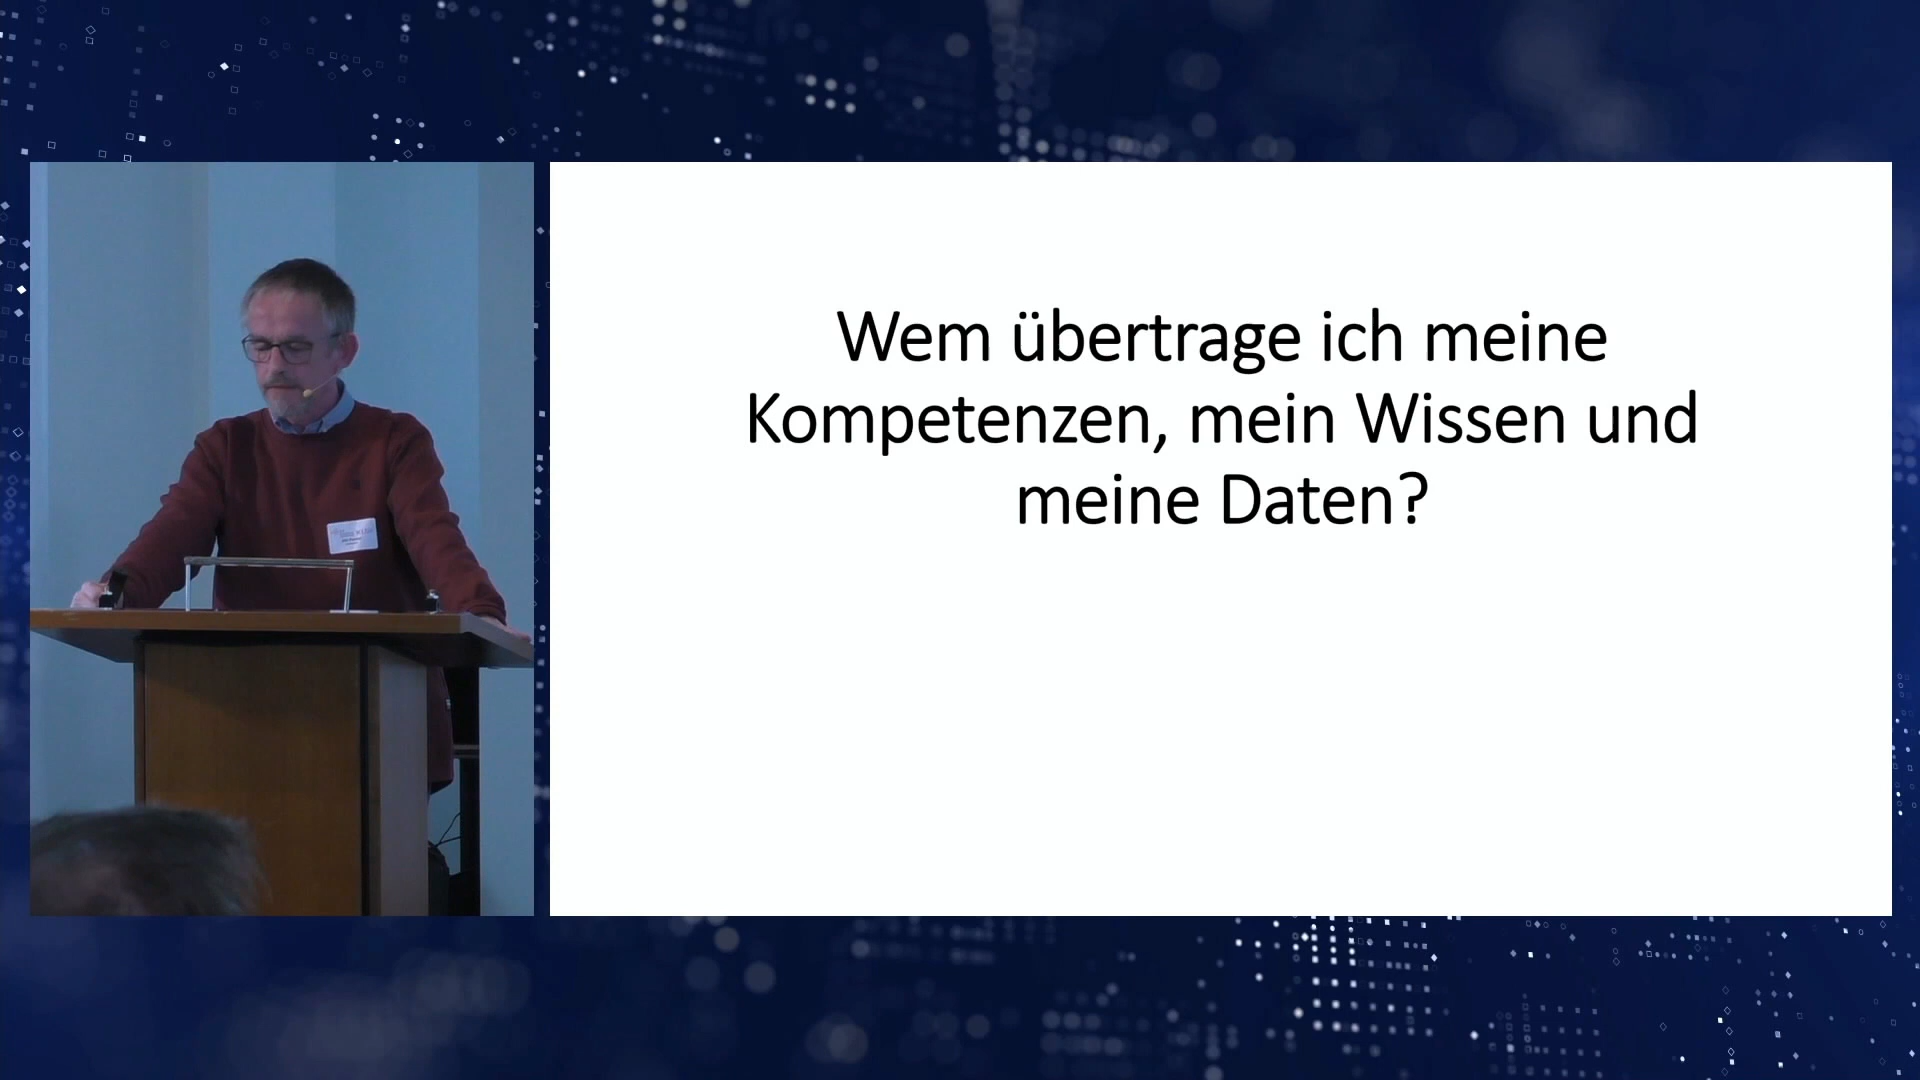 Wem übertrage ich meine
Kompetenzen, mein Wissen und
meine Daten?